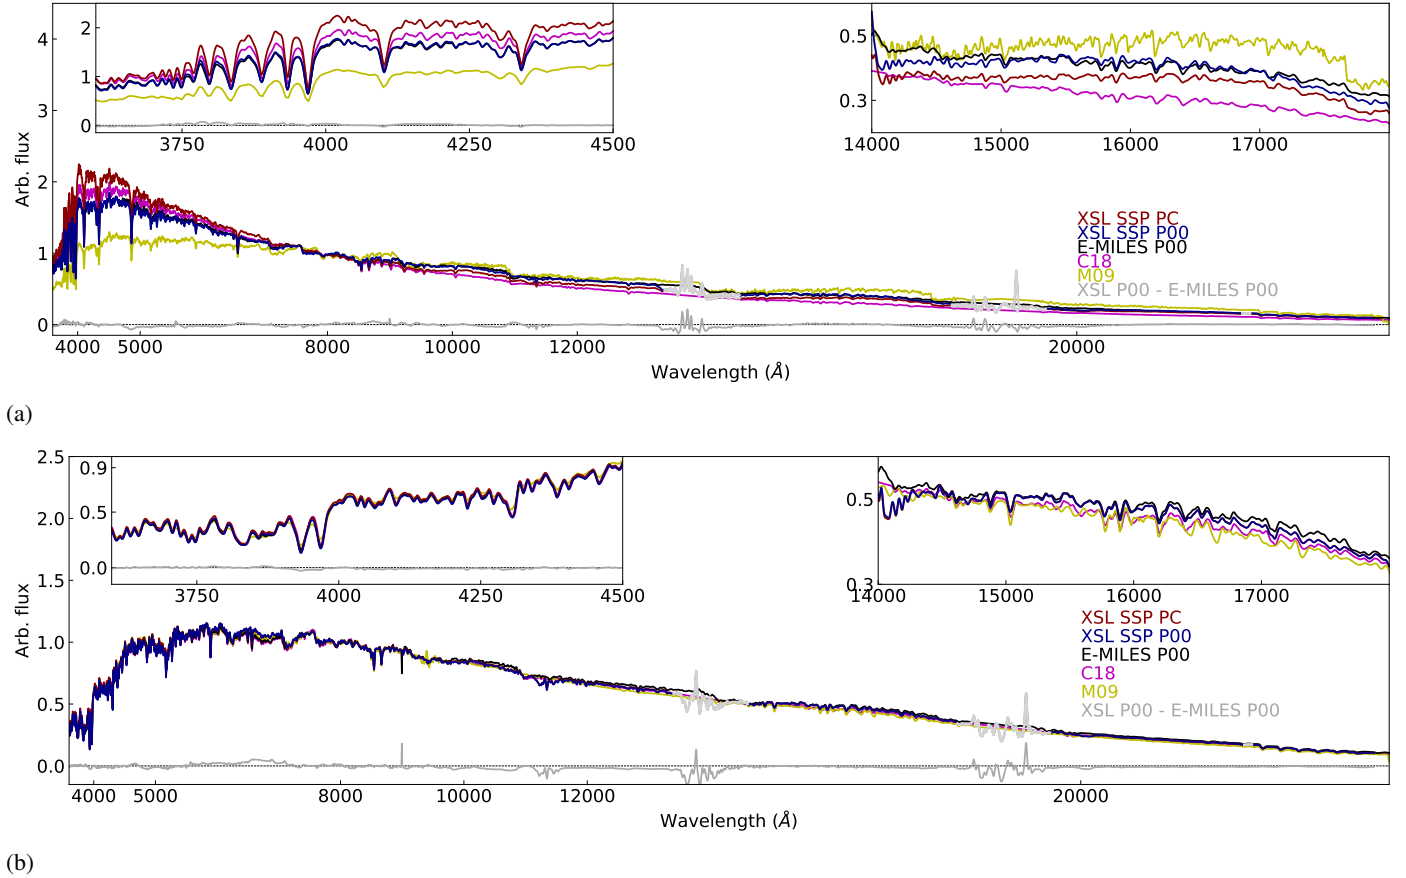 2
1
0
3750
4000
4250
4500
0.5
0.3
14000
15000
16000
17000
4
3
2
1
0
Arb. flux
XSL SSP PC
XSL SSP P00
E-MILES P00
C18
M09
XSL P00 - E-MILES P00
4000
5000
8000
10000
12000
20000
Wavelength (Å)
(a)
0.9
0.5
0.0
3750
4000
4250
4500
0.5
0.3
14000
15000
16000
17000
2.5
2.0
1.5
1.0
0.5
0.0
Arb. flux
XSL SSP PC
XSL SSP P00
E-MILES P00
C18
M09
XSL P00 - E-MILES P00
4000
5000
8000
10000
12000
20000
Wavelength (Å)
(b)